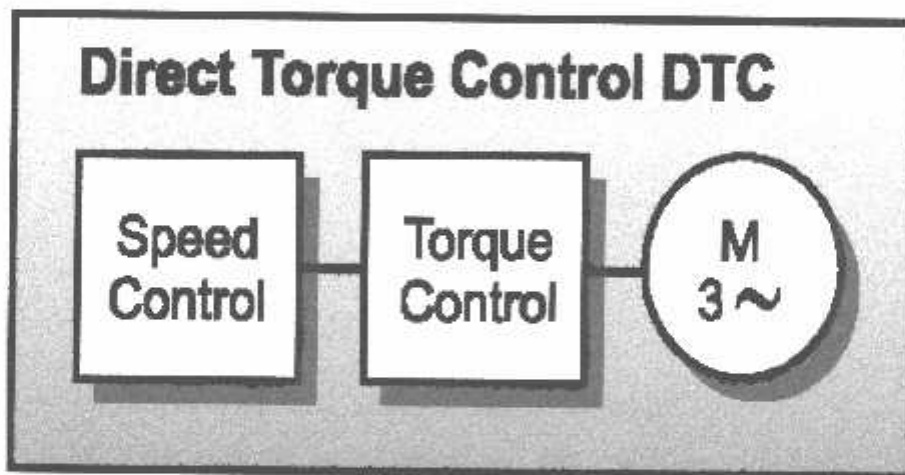 Direct Torque Control DTC
Speed
Control
Torque
Control
M
3~